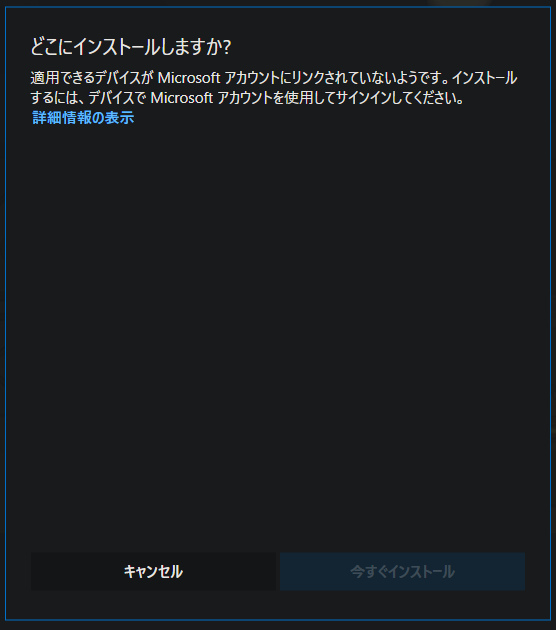 どこにインストールしますか?
適用できるデバイスが Microsoft アカウントにリンクされていないようです。インストール
するには、デバイスで Microsoft アカウントを使用してサインインしてください。
詳細情報の表示
キャンセル
今すぐインストール